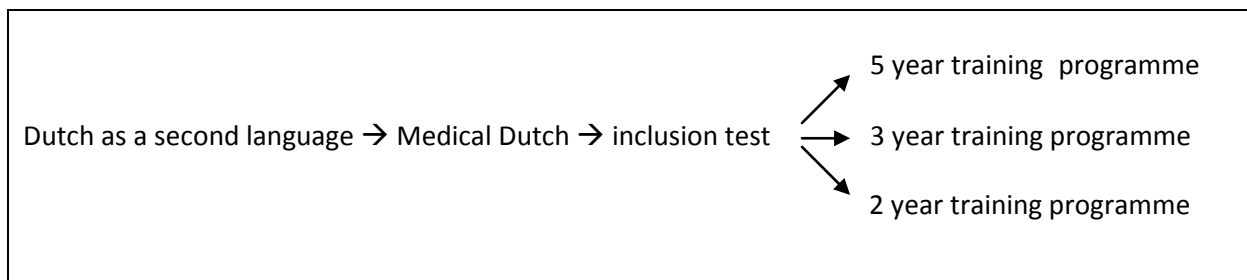 5 year training programme
Dutch as a second language → Medical Dutch → inclusion test
3 year training programme
2 year training programme